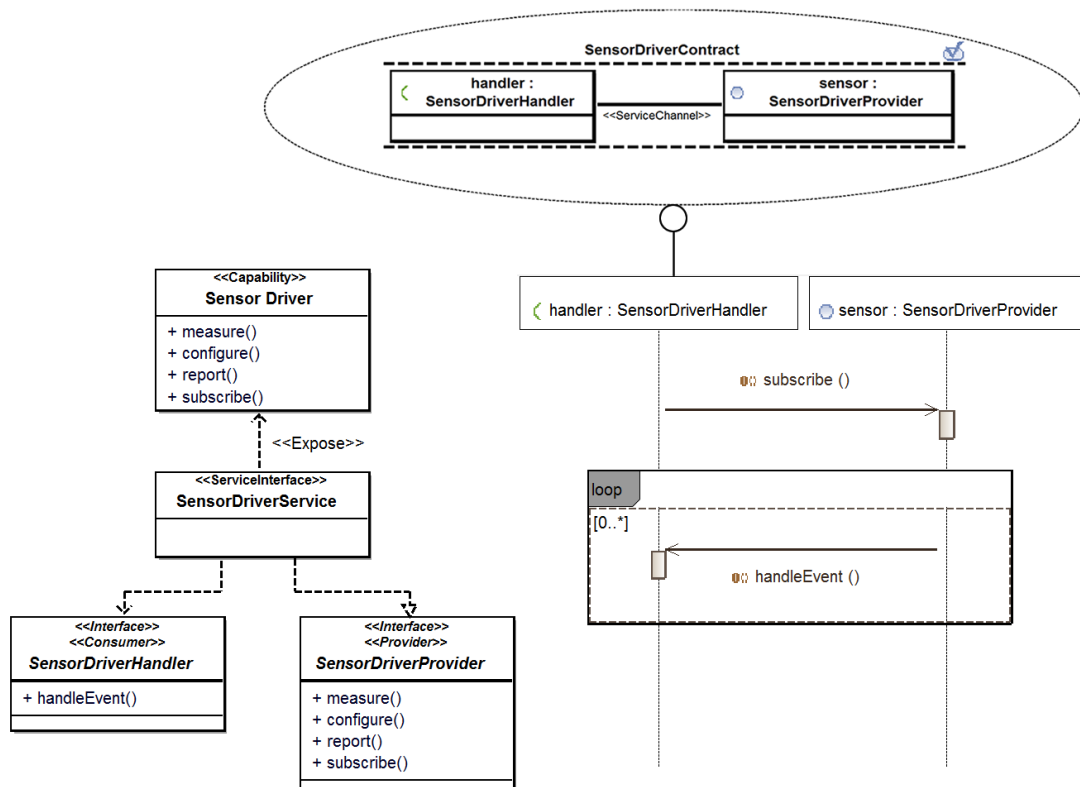 SensorDriverContract
handler :
SensorDriverHandler
<<ServiceChannel>>
sensor :
SensorDriverProvider
<<Capability>>
Sensor Driver
+ measure()
+ configure()
+ report()
+ subscribe()
<<Expose>>
<<ServiceInterface>>
SensorDriverService
<<Interface>>
<<Consumer>>
SensorDriverHandler
+ handleEvent()
<<Interface>>
<<Provider>>
SensorDriverProvider
+ measure()
+ configure()
+ report()
+ subscribe()
handler : SensorDriverHandler
sensor : SensorDriverProvider
subscribe ()
loop
[0..*]
handleEvent ()